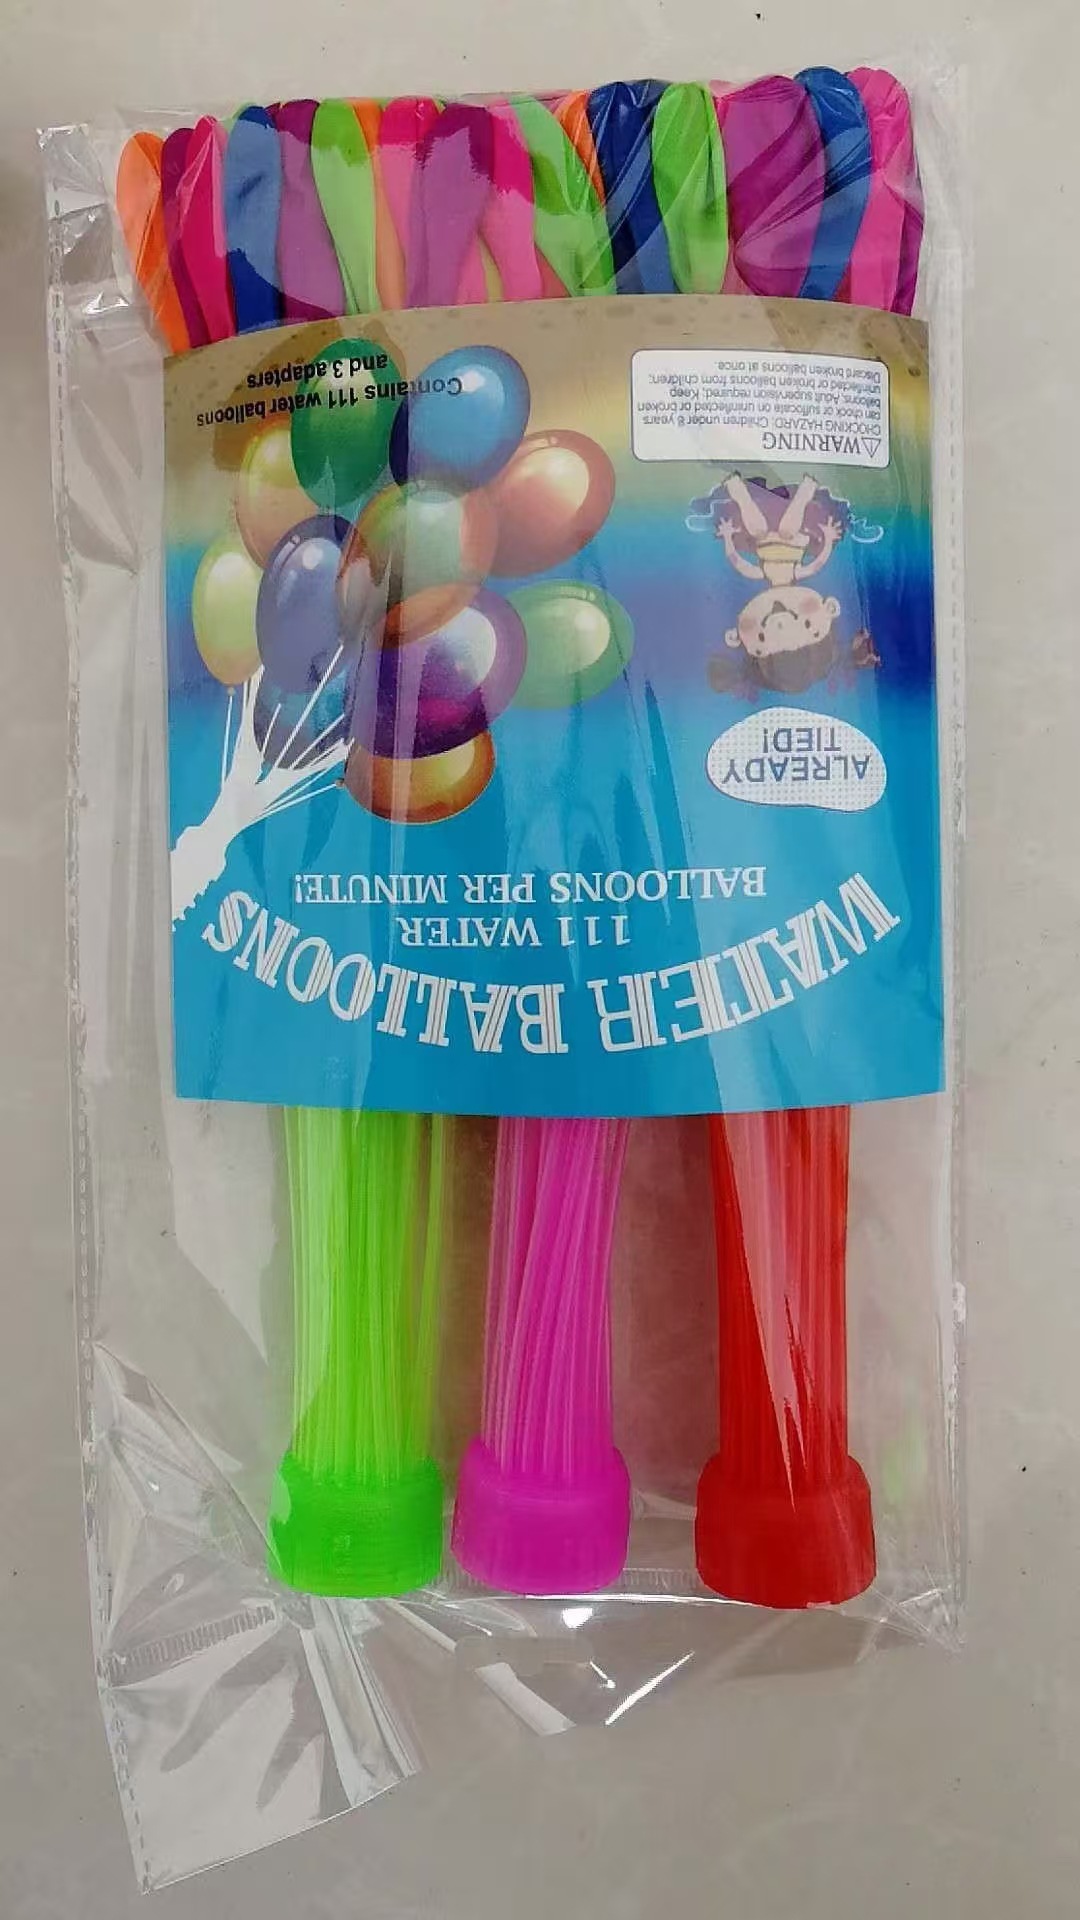 WATER BALLOONS
111 WATER
BALLOONS PER MINUTE!
ALREADY
TIED!
⚠WARNING
CHOCKING HAZARD: Children under 8 years
can chock or suffocate on uninflected or broken
balloons; Adult supervision required; Keep
uninflected or broken balloons from children;
Discard broken balloons at once.
Contains 111 water balloons
and 3 adapters